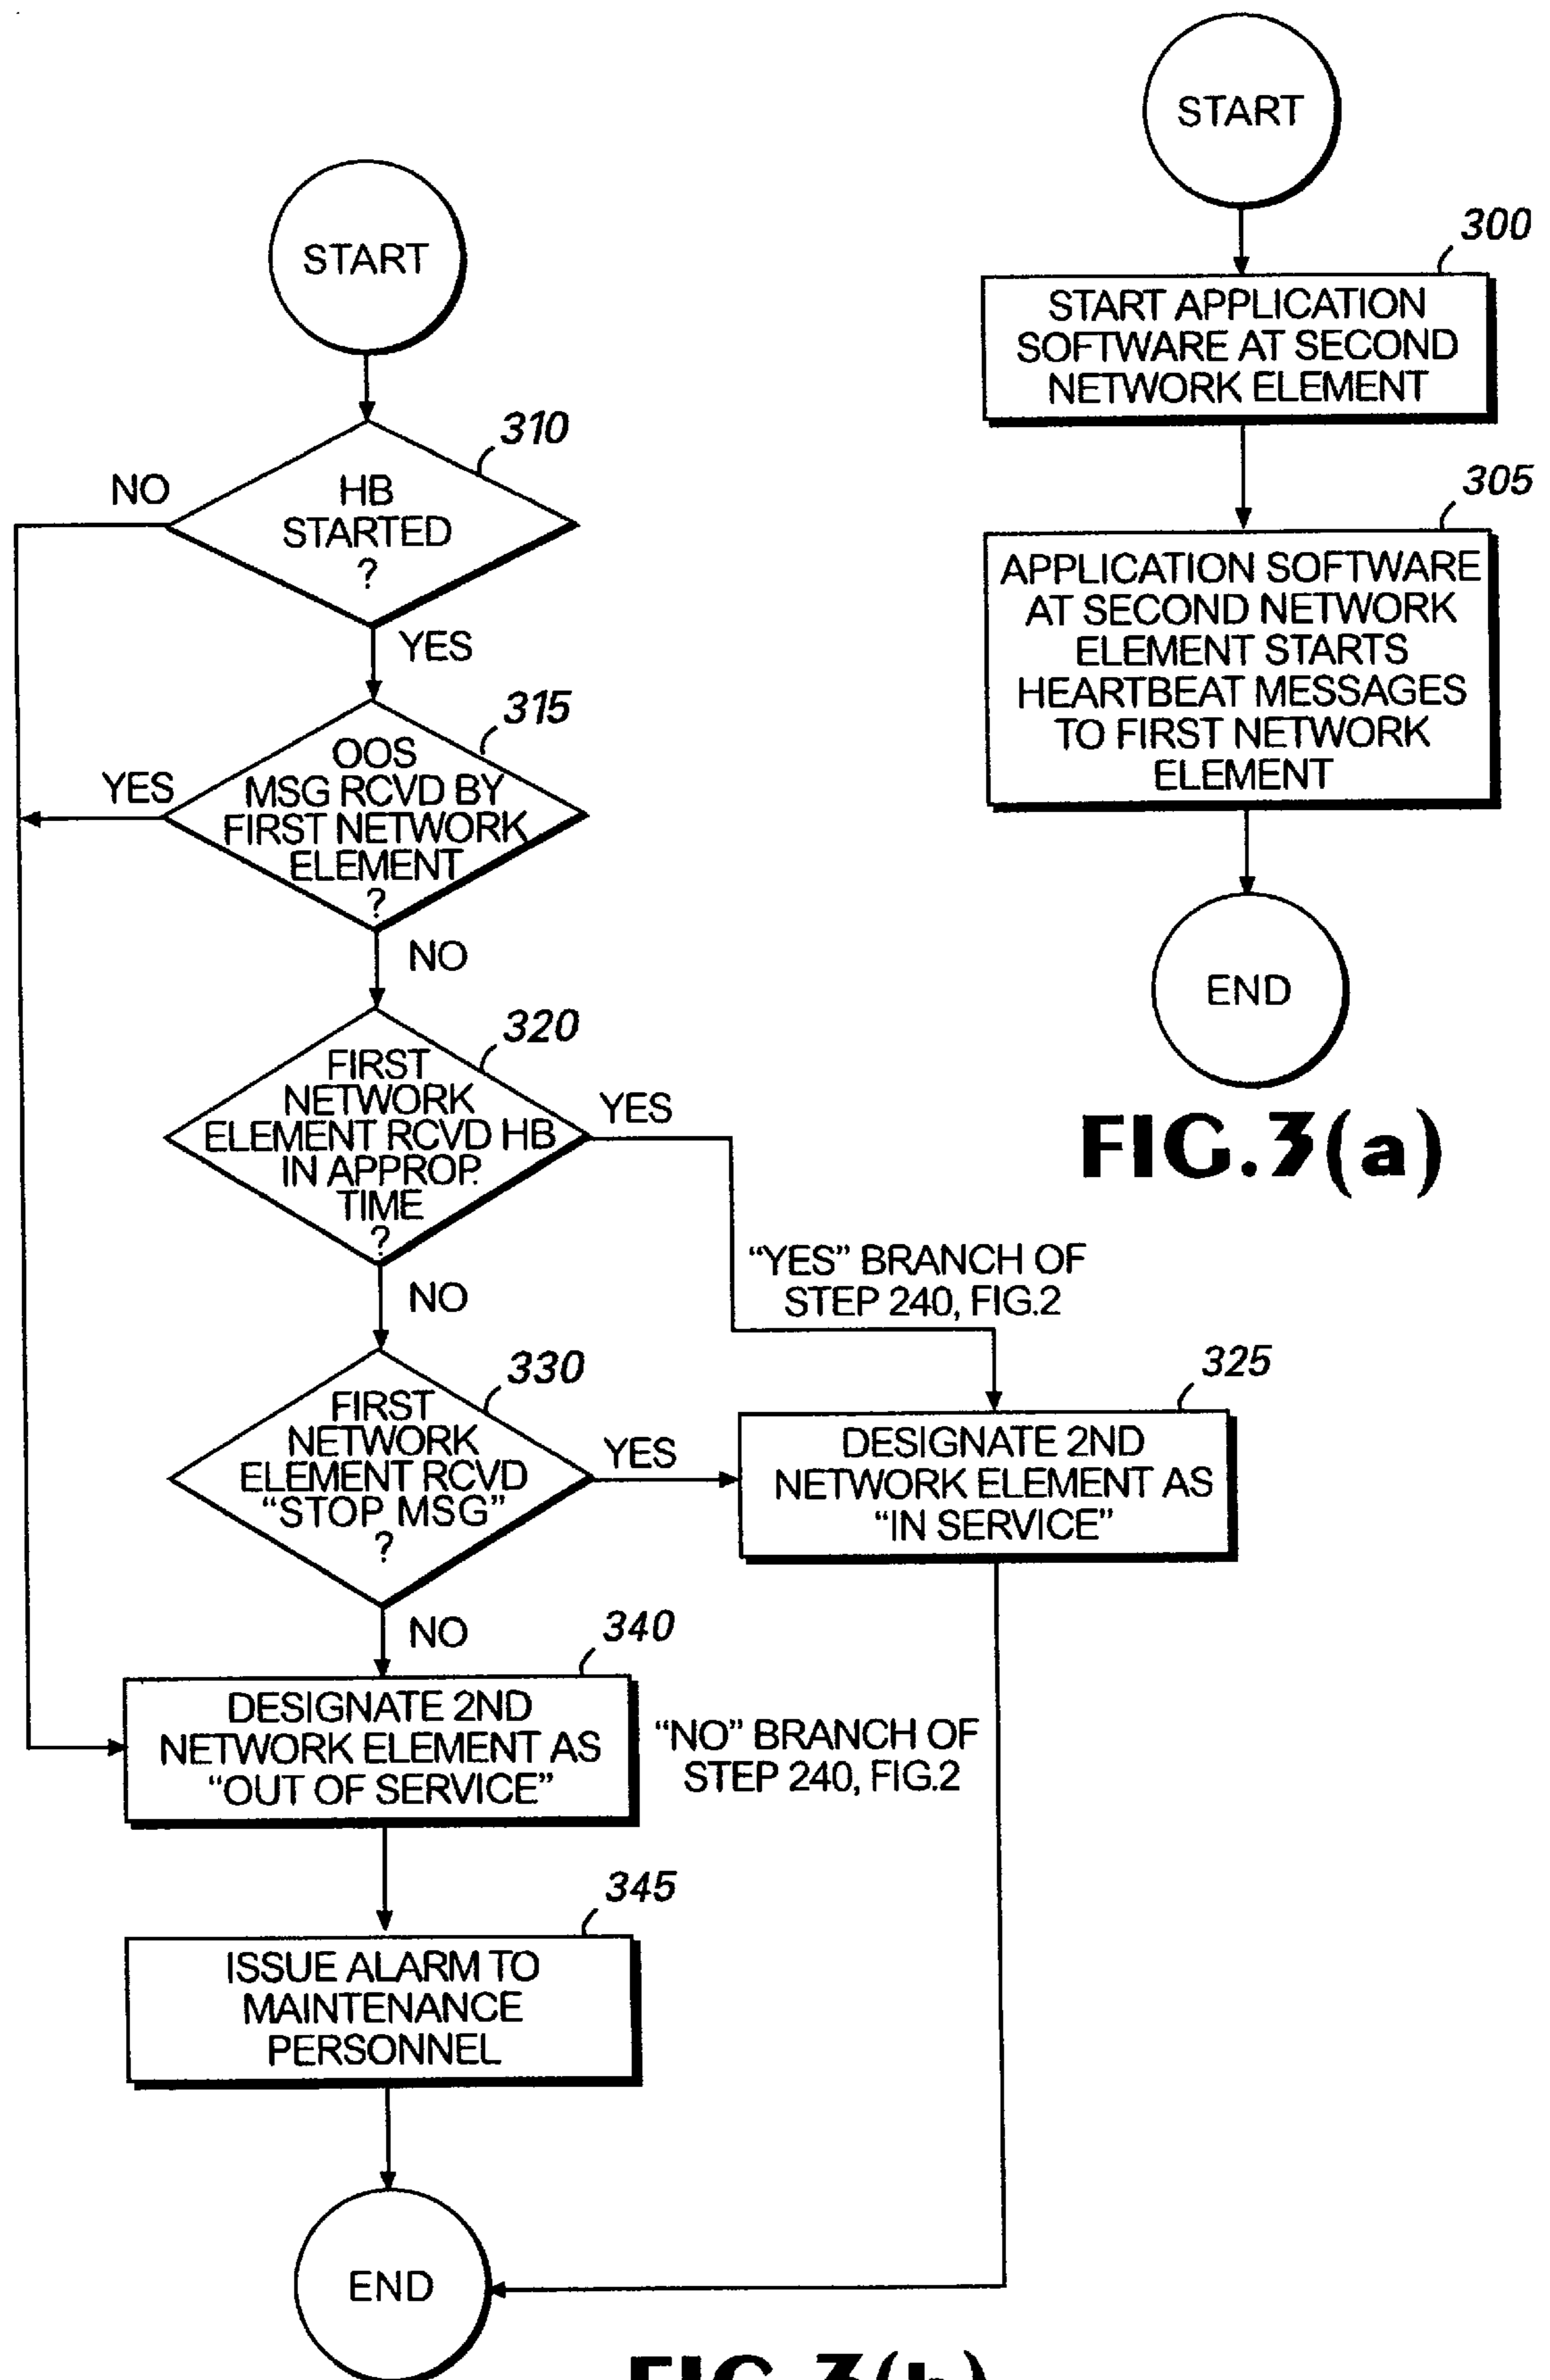 START
310
HB
STARTED
?
NO
YES
315
OOS
MSG RCVD BY
FIRST NETWORK
ELEMENT
?
YES
NO
320
FIRST
NETWORK
ELEMENT RCVD HB
IN APPROP.
TIME
?
YES
NO
"YES" BRANCH OF
STEP 240, FIG.2
330
FIRST
NETWORK
ELEMENT RCVD
"STOP MSG"
?
YES
NO
325
DESIGNATE 2ND
NETWORK ELEMENT AS
"IN SERVICE"
340
DESIGNATE 2ND
NETWORK ELEMENT AS
"OUT OF SERVICE"
"NO" BRANCH OF
STEP 240, FIG.2
345
ISSUE ALARM TO
MAINTENANCE
PERSONNEL
END
FIG.3(b)
START
300
START APPLICATION
SOFTWARE AT SECOND
NETWORK ELEMENT
305
APPLICATION SOFTWARE
AT SECOND NETWORK
ELEMENT STARTS
HEARTBEAT MESSAGES
TO FIRST NETWORK
ELEMENT
END
FIG.3(a)